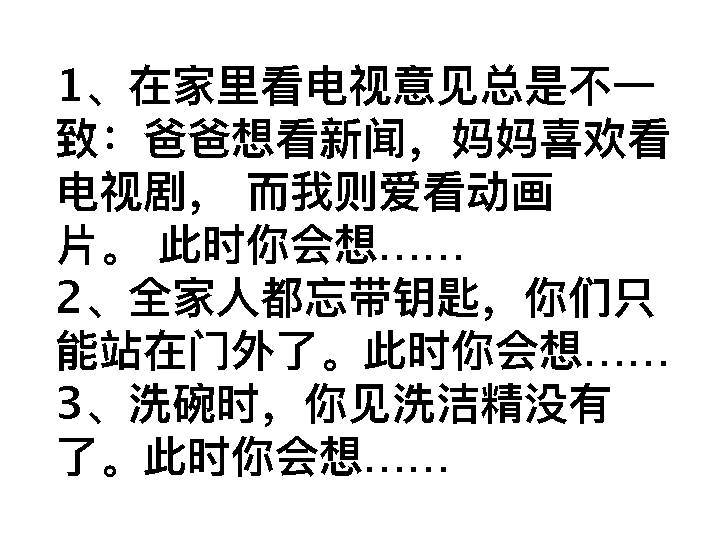 1、在家里看电视意见总是不一
致：爸爸想看新闻，妈妈喜欢看
电视剧， 而我则爱看动画
片。 此时你会想……
2、全家人都忘带钥匙，你们只
能站在门外了。此时你会想……
3、洗碗时，你见洗洁精没有
了。此时你会想……